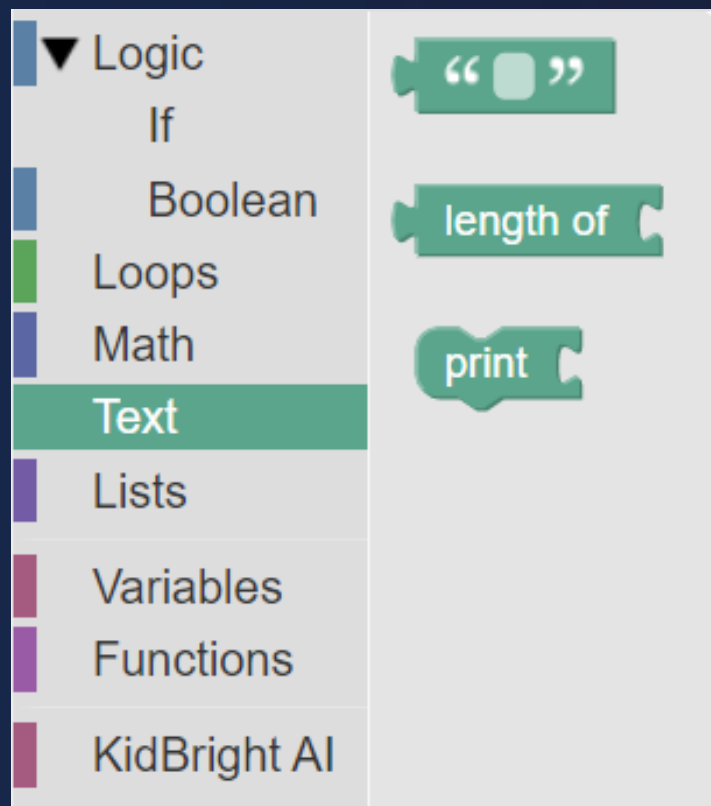 Logic
If
Boolean
Loops
Math
Text
Lists
Variables
Functions
KidBright AI
“ ”
length of
print